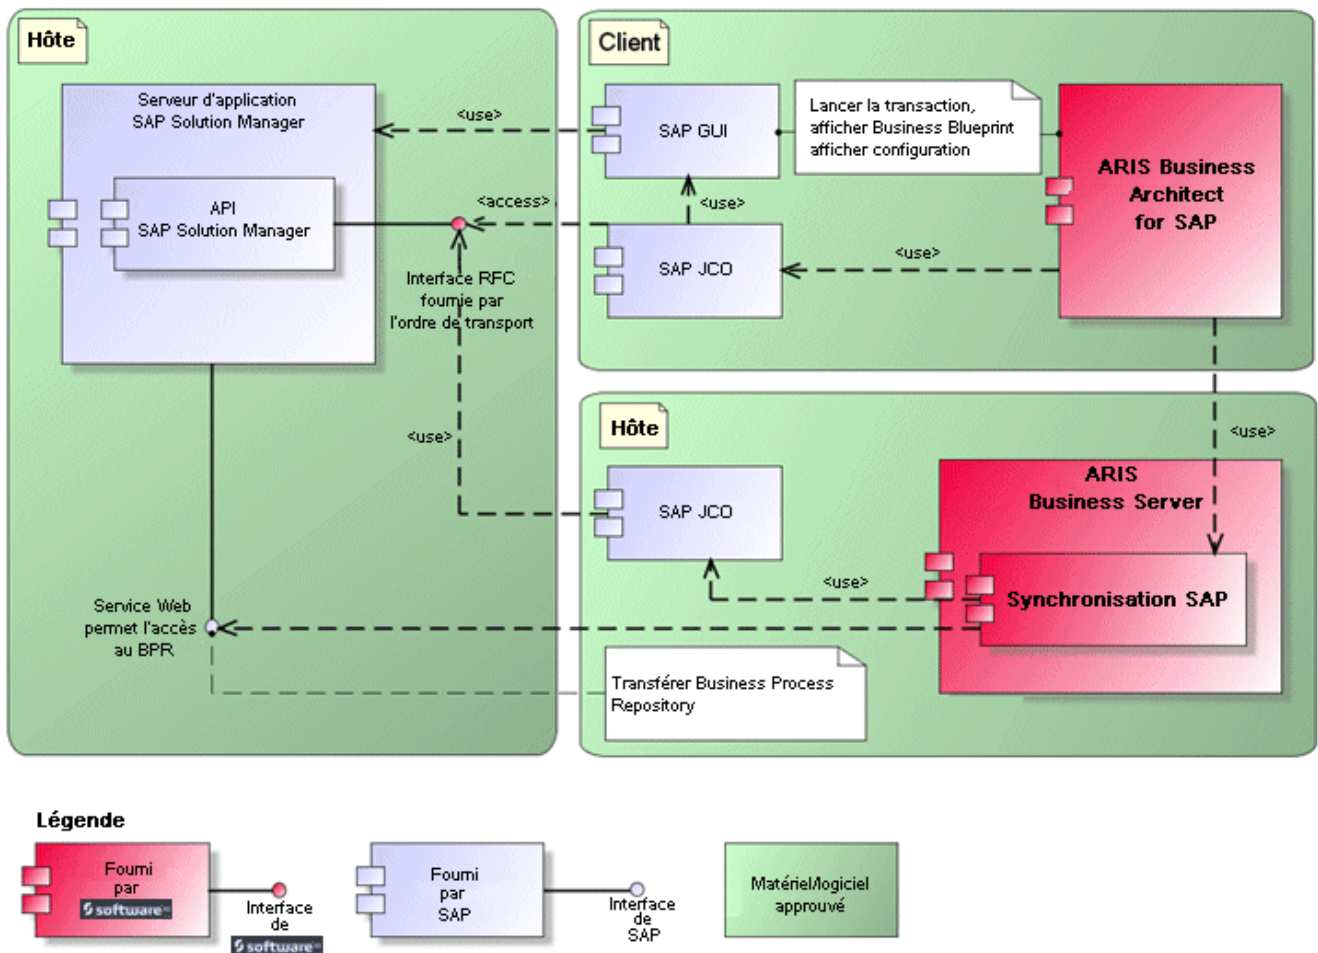 Hôte
Serveur d'application
SAP Solution Manager
API
SAP Solution Manager
<use>
<access>
Interface RFC
fournie par
l'ordre de transport
<use>
Service Web
permet l'accès
au BPR
Client
SAP GUI
Lancer la transaction,
afficher Business Blueprint
afficher configuration
ARIS Business
Architect
for SAP
<use>
SAP JCO
<use>
<use>
Hôte
SAP JCO
ARIS
Business Server
<use>
Synchronisation SAP
Transférer Business Process
Repository
Légende
Fourni
par
software
Interface
de
software
Fourni
par
SAP
Interface
de
SAP
Matériel/logiciel
approuvé